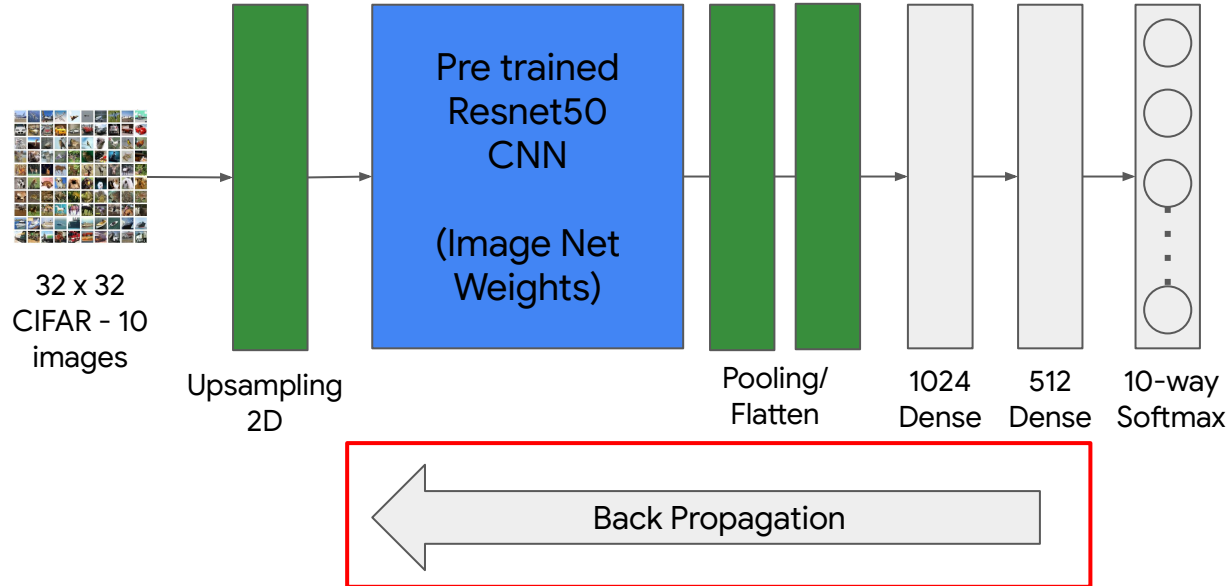 Pre trained
Resnet50
CNN
(Image Net
Weights)
32 x 32
CIFAR - 10
images
Upsampling
2D
Pooling/
Flatten
1024
Dense
512
Dense
10-way
Softmax
Back Propagation